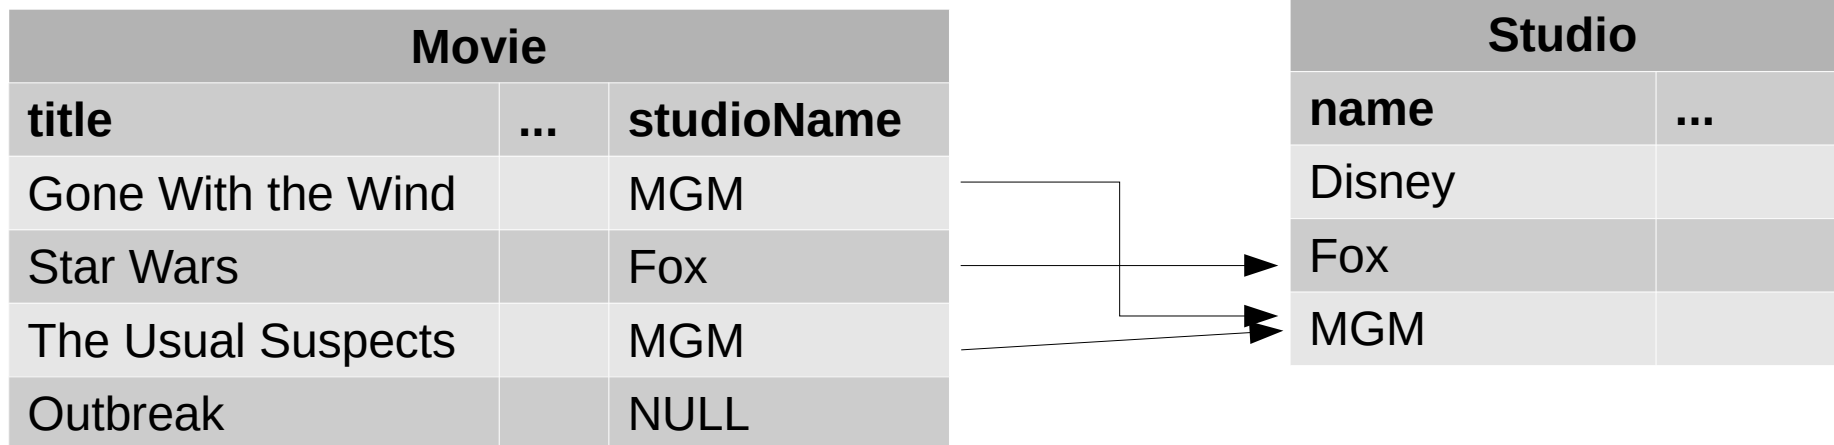 Movie
title ... studioName
Gone With the Wind MGM
Star Wars Fox
The Usual Suspects MGM
Outbreak NULL
Studio
name ...
Disney
Fox
MGM